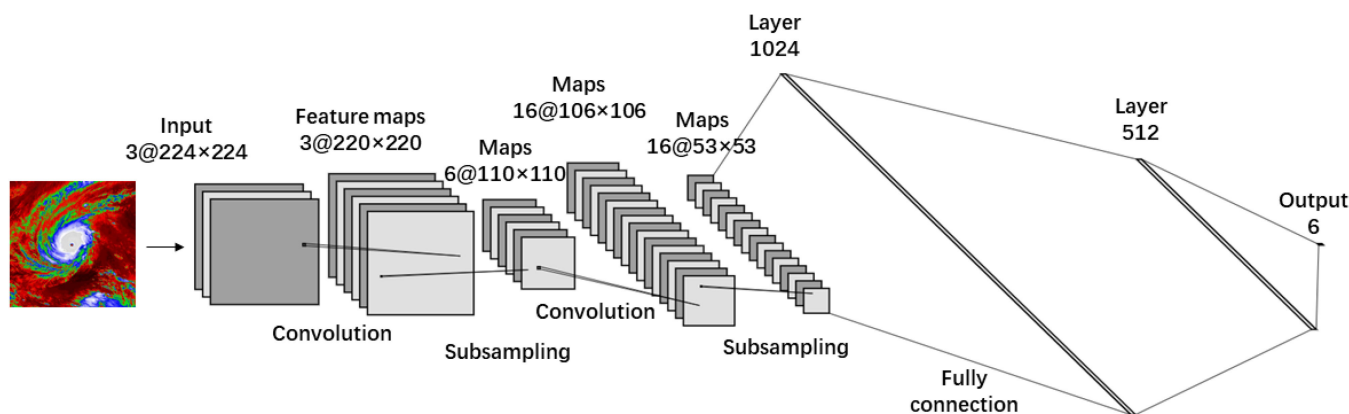 Input
3@224×224
Feature maps
3@220×220
Maps
6@110×110
Maps
16@106×106
Maps
16@53×53
Layer
1024
Layer
512
Output
6
Convolution
Subsampling
Convolution
Subsampling
Fully
connection